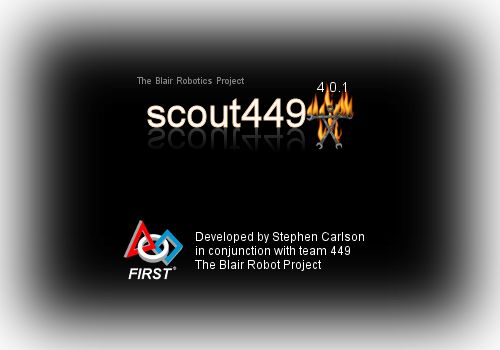 The Blair Robotics Project
4.0.1
scout449
Developed by Stephen Carlson
in conjunction with team 449
The Blair Robot Project
FIRST®